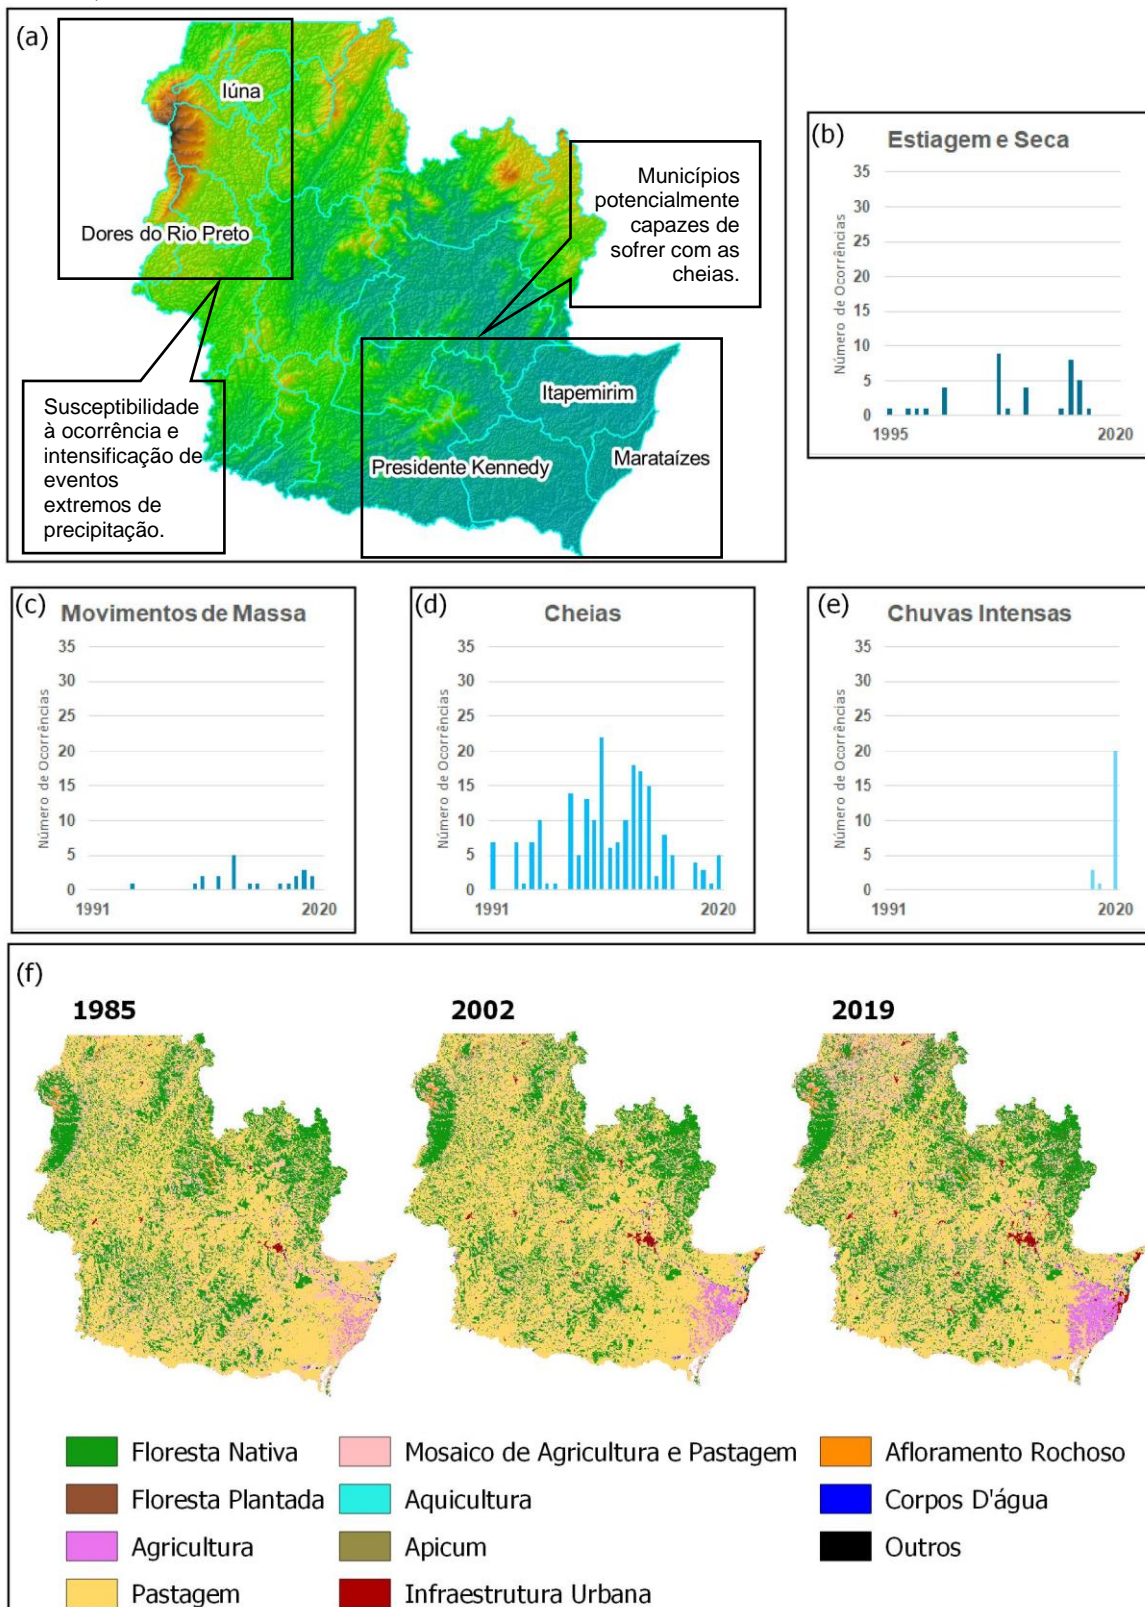 (a)
Iúna
Dores do Rio Preto
Municípios
potencialmente
capazes de
sofrer com as
cheias.
Susceptibilidade
à ocorrência e
intensificação de
eventos
extremos de
precipitação.
Itapemirim
Presidente Kennedy
Marataízes
(b)
Estiagem e Seca
Número de Ocorrências
35
30
25
20
15
10
5
0
1995
2020
(c)
Movimentos de Massa
Número de Ocorrências
35
30
25
20
15
10
5
0
1991
2020
(d)
Cheias
Número de Ocorrências
35
30
25
20
15
10
5
0
1991
2020
(e)
Chuvas Intensas
Número de Ocorrências
35
30
25
20
15
10
5
0
1991
2020
(f)
1985
2002
2019
Floresta Nativa
Floresta Plantada
Agricultura
Pastagem
Mosaico de Agricultura e Pastagem
Aquicultura
Apicum
Infraestrutura Urbana
Afloramento Rochoso
Corpos D'água
Outros